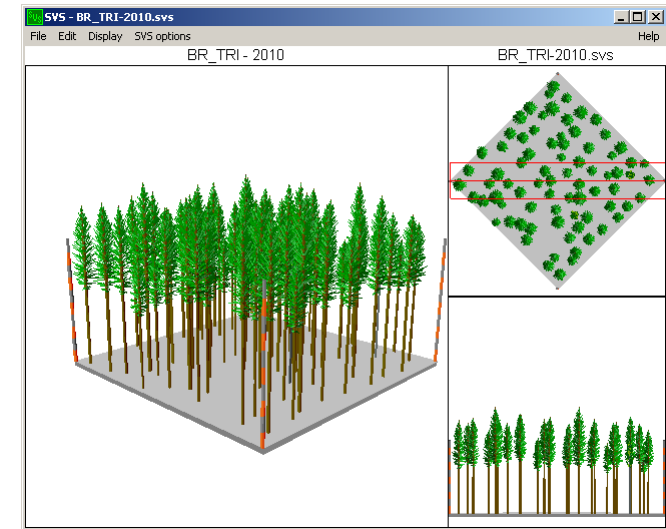 SVS - BR_TRI-2010.svs
File Edit Display SVS options Help
BR_TRI - 2010
BR_TRI-2010.svs